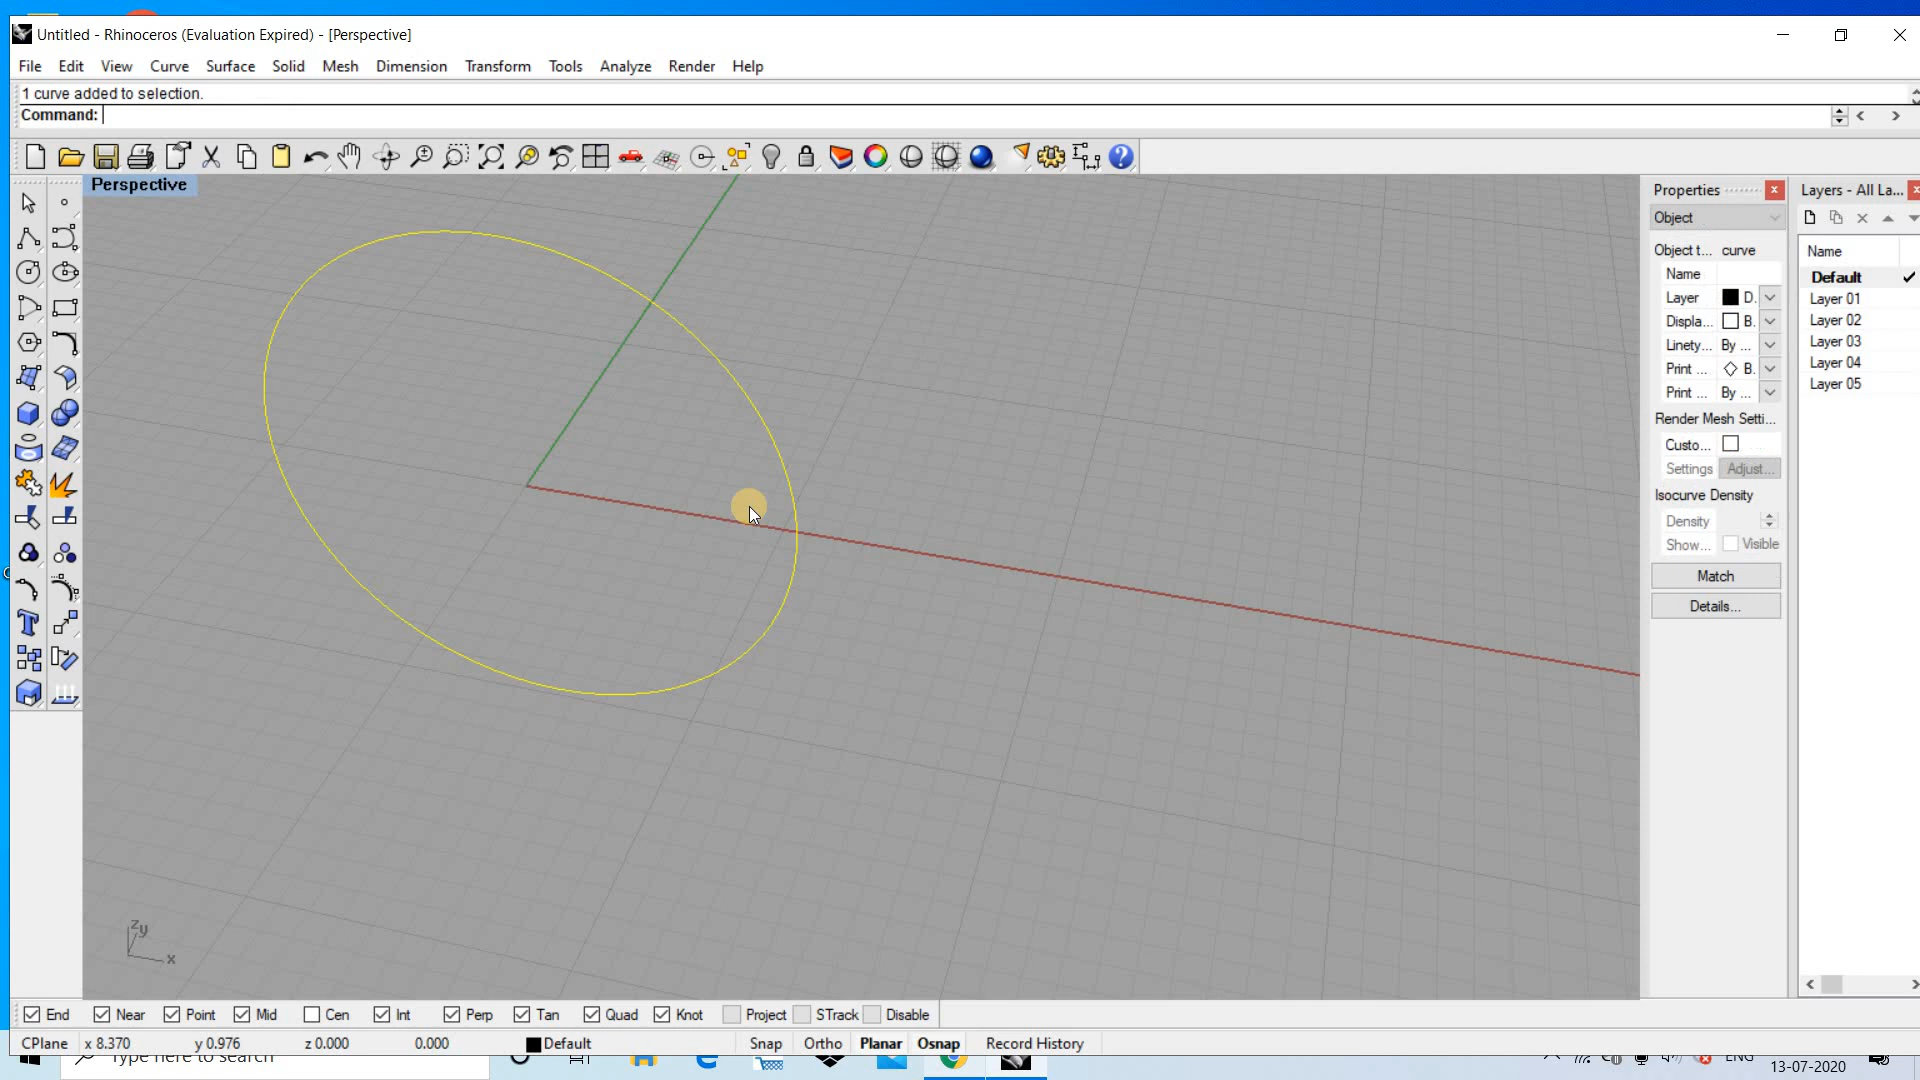 Untitled - Rhinoceros (Evaluation Expired) - [Perspective]
File Edit View Curve Surface Solid Mesh Dimension Transform Tools Analyze Render Help
1 curve added to selection.
Command:
Perspective
Properties
Layers - All La...
Object
Object t... curve
Name
Name
Layer D.
Default
Displa... B.
Layer 01
Linety... By ...
Layer 02
Print ... B.
Layer 03
Print ... By ...
Layer 04
Render Mesh Setti...
Layer 05
Custo...
Settings Adjust...
Isocurve Density
Density
Show... Visible
Match
Details...
z y
x
End Near Point Mid Cen Int Perp Tan Quad Knot Project STrack Disable
CPlane x 8.370 y 0.976 z 0.000 0.000 Default Snap Ortho Planar Osnap Record History
Type here to search
ENG
13-07-2020